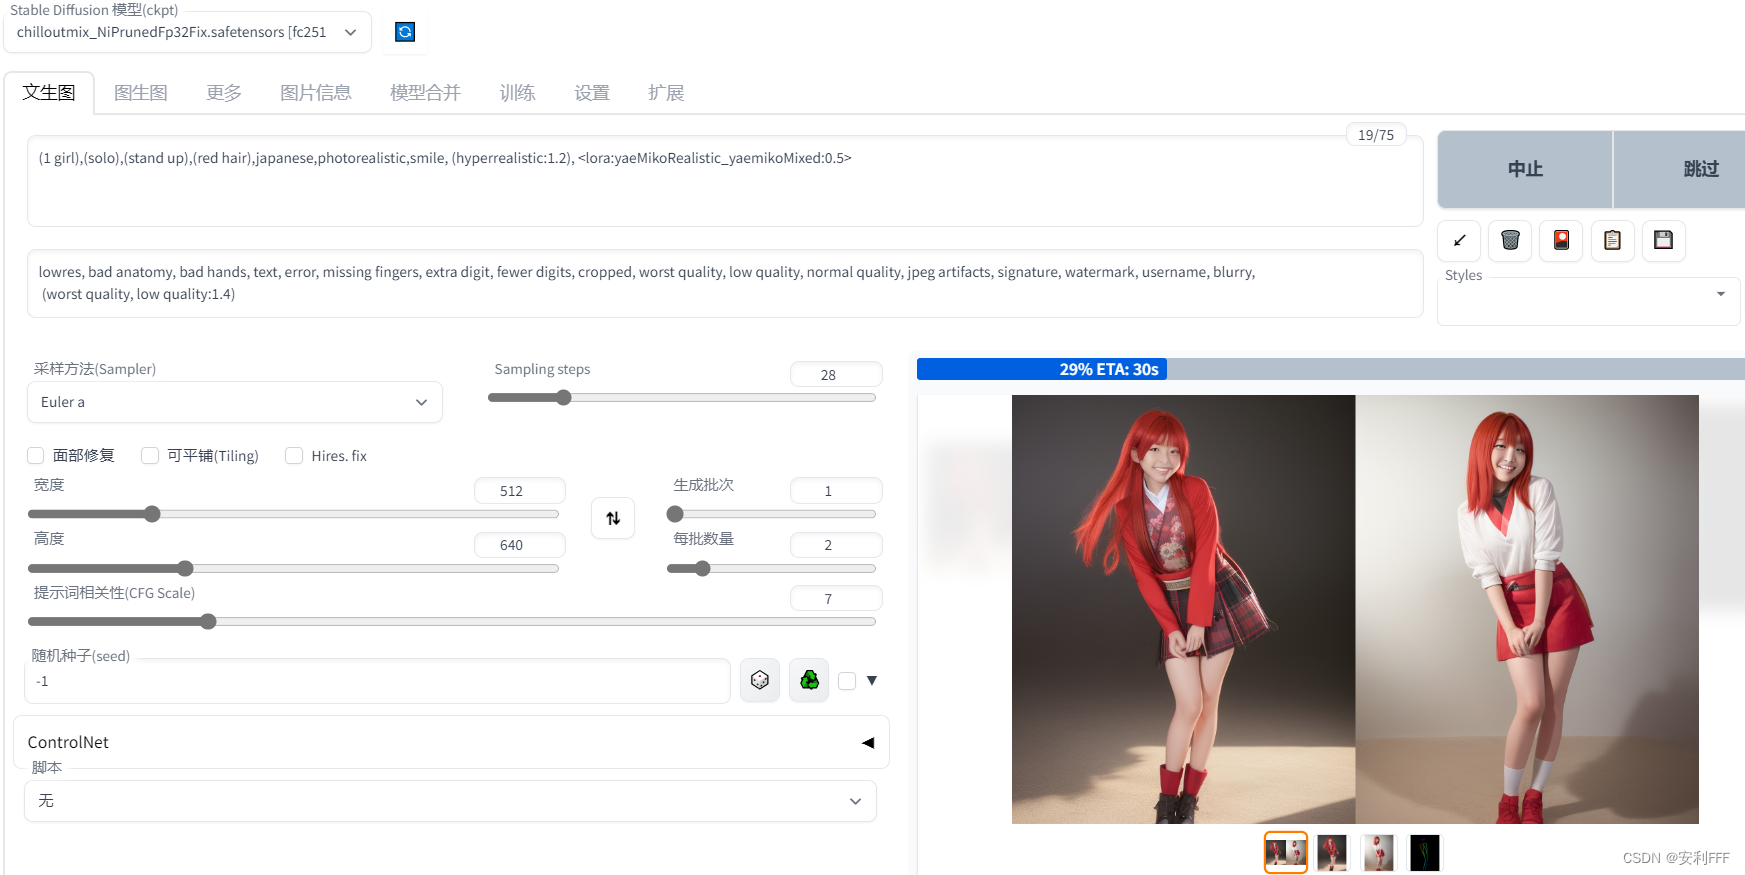 Stable Diffusion 模型(ckpt)
chilloutmix_NiPrunedFp32Fix.safetensors [fc251
文生图 图生图 更多 图片信息 模型合并 训练 设置 扩展
19/75
(1 girl),(solo),(stand up),(red hair),japanese,photorealistic,smile, (hyperrealistic:1.2), <lora:yaeMikoRealistic_yaemikoMixed:0.5>
中止 跳过
lowres, bad anatomy, bad hands, text, error, missing fingers, extra digit, fewer digits, cropped, worst quality, low quality, normal quality, jpeg artifacts, signature, watermark, username, blurry,
(worst quality, low quality:1.4)
Styles
采样方法(Sampler)
Euler a
Sampling steps 28
29% ETA: 30s
面部修复 可平铺(Tiling) Hires. fix
宽度 512
生成批次 1
高度 640
每批数量 2
提示词相关性(CFG Scale) 7
随机种子(seed)
-1
ControlNet
脚本
无
CSDN @安利FFF